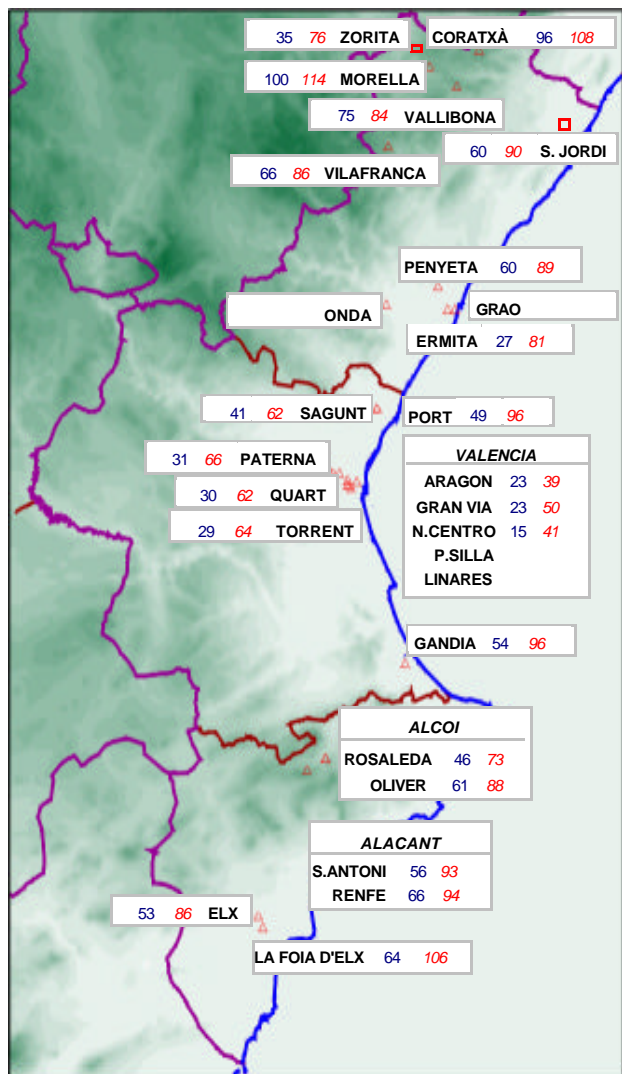 35 76 ZORITA
CORATXÀ 96 108
100 114 MORELLA
75 84 VALLIBONA
60 90 S. JORDI
66 86 VILAFRANCA
PENYETA 60 89
ONDA
GRAO
ERMITA 27 81
41 62 SAGUNT
PORT 49 96
31 66 PATERNA
30 62 QUART
29 64 TORRENT
VALENCIA
ARAGON 23 39
GRAN VIA 23 50
N.CENTRO 15 41
P.SILLA
LINARES
GANDIA 54 96
ALCOI
ROSALEDA 46 73
OLIVER 61 88
ALACANT
S.ANTONI 56 93
RENFE 66 94
53 86 ELX
LA FOIA D'ELX 64 106